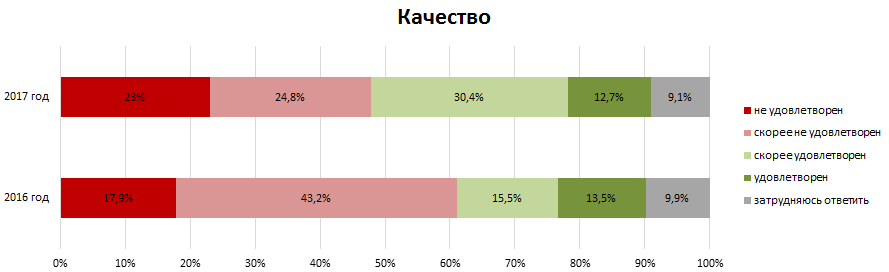 Качество
2017 год
23%
24,8%
30,4%
12,7%
9,1%
2016 год
17,9%
43,2%
15,5%
13,5%
9,9%
0%
10%
20%
30%
40%
50%
60%
70%
80%
90%
100%
не удовлетворен
скорее не удовлетворен
скорее удовлетворен
удовлетворен
затрудняюсь ответить